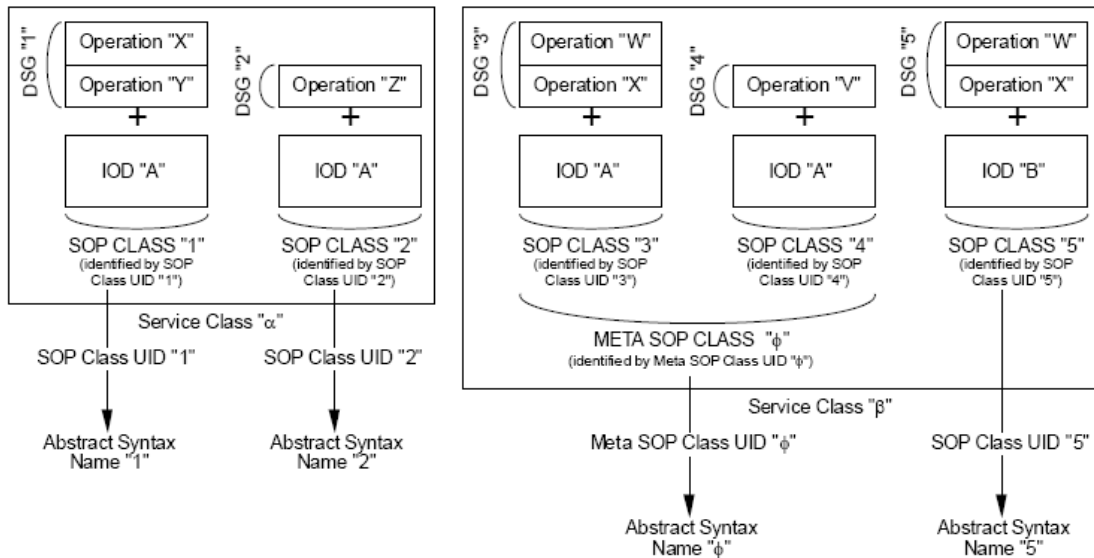 DSG "1"
Operation "X"
Operation "Y"
+
IOD "A"
SOP CLASS "1"
(identified by SOP
Class UID "1")
DSG "2"
Operation "Z"
+
IOD "A"
SOP CLASS "2"
(identified by SOP
Class UID "2")
Service Class "α"
SOP Class UID "1"
SOP Class UID "2"
Abstract Syntax
Name "1"
Abstract Syntax
Name "2"
DSG "3"
Operation "W"
Operation "X"
+
IOD "A"
SOP CLASS "3"
(identified by SOP
Class UID "3")
DSG "4"
Operation "V"
+
IOD "A"
SOP CLASS "4"
(identified by SOP
Class UID "4")
DSG "5"
Operation "W"
Operation "X"
+
IOD "B"
SOP CLASS "5"
(identified by SOP
Class UID "5")
META SOP CLASS "ϕ"
(identified by Meta SOP Class UID "ϕ")
Service Class "β"
Meta SOP Class UID "ϕ"
SOP Class UID "5"
Abstract Syntax
Name "ϕ"
Abstract Syntax
Name "5"